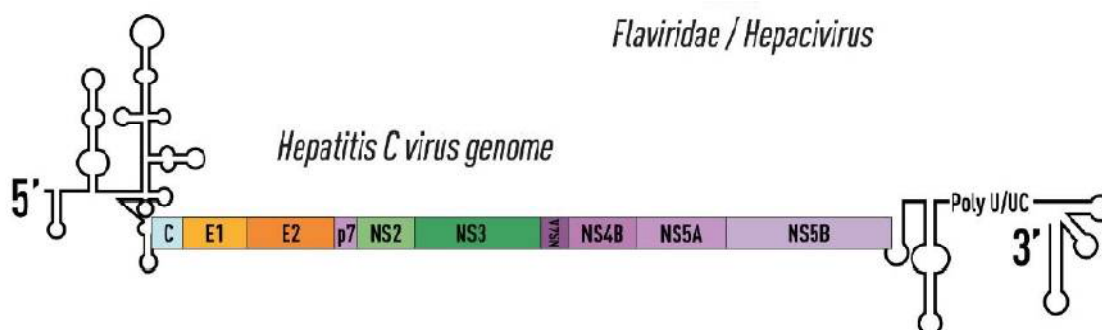 Flaviridae / Hepacivirus
Hepatitis C virus genome
5'
C E1 E2 p7 NS2 NS3 NS4A NS4B NS5A NS5B
Poly U/UC
3'